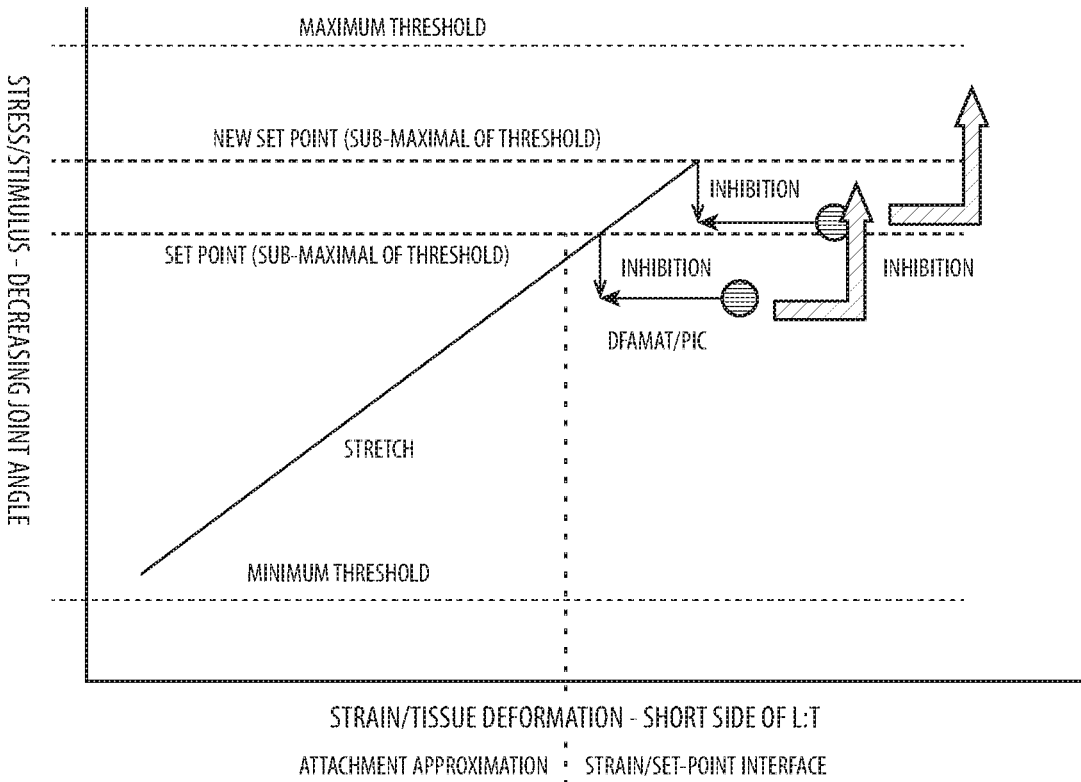 MAXIMUM THRESHOLD
STRESS/STIMULUS - DECREASING JOINT ANGLE
NEW SET POINT (SUB-MAXIMAL OF THRESHOLD)
INHIBITION
SET POINT (SUB-MAXIMAL OF THRESHOLD)
INHIBITION
INHIBITION
DFAMAT/PIC
STRETCH
MINIMUM THRESHOLD
STRAIN/TISSUE DEFORMATION - SHORT SIDE OF L:T
ATTACHMENT APPROXIMATION
STRAIN/SET-POINT INTERFACE